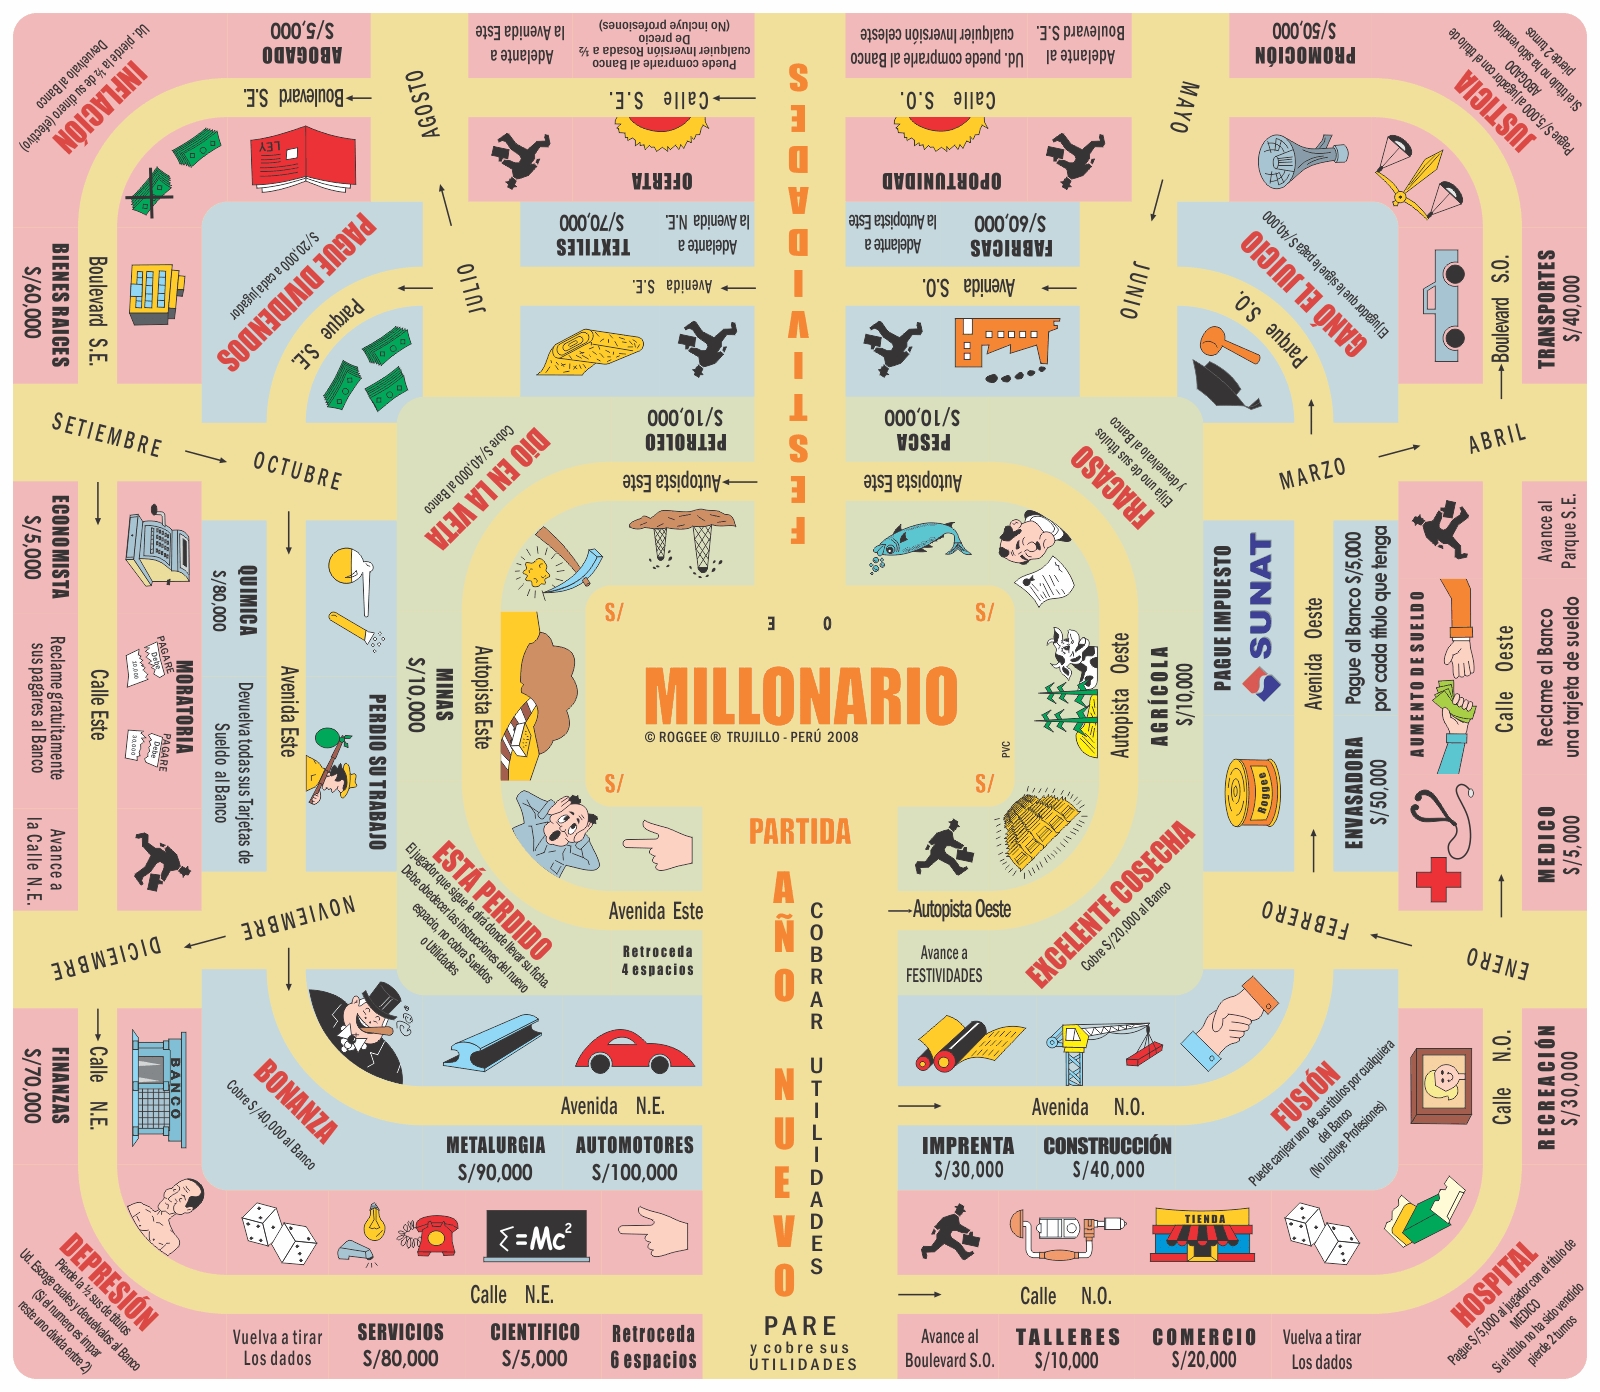 INFLACIÓN
Ud. pierde la ½ de su dinero (efectivo)
Devuélvalo al Banco
ABOGADO
S/5,000
Boulevard S.E.
LEY
AGOSTO
Adelante a
la Avenida Este
OFERTA
Puede comprarle al Banco
cualquier Inversión Rosada a ½
De precio
(No incluye profesiones)
Calle S.E.
OPORTUNIDAD
Ud. puede comprarle al Banco
cualquier Inversión celeste
Calle S.O.
Adelante al
Boulevard S.E.
MAYO
PROMOCIÓN
S/50,000
JUSTICIA
Pague S/5,000 al jugador con el título de
ABOGADO
Si el título no ha sido vendido
pierde 2 turnos
BIENES RAICES
S/60,000
Boulevard S.E.
PAGUE DIVIDENDOS
S/20,000 a cada jugador
Parque S.E.
JULIO
TEXTILES
S/70,000
Adelante a
la Avenida N.E.
Avenida S.E.
Adelante a
la Autopista Este
FABRICAS
S/60,000
Avenida S.O.
JUNIO
GANÓ EL JUICIO
El jugador que le sigue le paga S/40,000
Parque S.O.
Boulevard S.O.
TRANSPORTES
S/40,000
FESTIVIDADES
SETIEMBRE
OCTUBRE
DIÓ EN LA VETA
Cobre S/40,000 al Banco
PETROLEO
S/10,000
Autopista Este
PESCA
S/10,000
Autopista Este
FRACASO
Elija uno de sus títulos
y devuélvalo al Banco
MARZO
ABRIL
ECONOMISTA
S/5,000
MORATORIA
Reclame gratuitamente
sus pagarés al Banco
PAGARÉ
Debe
10,000
PAGARÉ
Debe
30,000
Calle Este
Avance a
la Calle N.E.
QUIMICA
S/80,000
Devuelva todas sus Tarjetas de
Sueldo al Banco
Avenida Este
PERDIO SU TRABAJO
MINAS
S/10,000
Autopista Este
S/
S/
E
O
MILLONARIO
© ROGGEE ® TRUJILLO - PERÚ 2008
PVC
S/
S/
Autopista Oeste
AGRÍCOLA
S/10,000
PAGUE IMPUESTO
SUNAT
Avenida Oeste
Pague al Banco S/5,000
por cada título que tenga
Roggee
ENVASADORA
S/50,000
Avance al
Parque S.E.
AUMENTO DE SUELDO
Reclame al Banco
una tarjeta de sueldo
Calle Oeste
MEDICO
S/5,000
PARTIDA
AÑO NUEVO
COBRAR UTILIDADES
PARE
y cobre sus
UTILIDADES
ESTÁ PERDIDO
El jugador que sigue le dirá donde llevar su ficha.
Debe obedecer las instrucciones del nuevo
espacio, no cobra Sueldos
o Utilidades
Avenida Este
Retroceda
4 espacios
Autopista Oeste
Avance a
FESTIVIDADES
EXCELENTE COSECHA
Cobre S/20,000 al Banco
FEBRERO
ENERO
DICIEMBRE
NOVIEMBRE
FINANZAS
S/70,000
Calle N.E.
BANCO
BONANZA
Cobre S/40,000 al Banco
Avenida N.E.
METALURGIA
S/90,000
AUTOMOTORES
S/100,000
Avenida N.O.
IMPRENTA
S/30,000
CONSTRUCCIÓN
S/40,000
FUSIÓN
Puede canjear uno de sus títulos por cualquiera
del Banco
(No incluye Profesiones)
Calle N.O.
RECREACIÓN
S/30,000
DEPRESIÓN
Pierde la ½ sus de títulos
Ud. Escoge cuales y devuélvalos al Banco
(Si el numero es impar
reste uno divida entre 2)
Σ=Mc²
Calle N.E.
Vuelva a tirar
Los dados
SERVICIOS
S/80,000
CIENTIFICO
S/5,000
Retroceda
6 espacios
TIENDA
Calle N.O.
Avance al
Boulevard S.O.
TALLERES
S/10,000
COMERCIO
S/20,000
Vuelva a tirar
Los dados
HOSPITAL
Pague S/5,000 al jugador con el título de
MEDICO
Si el título no ha sido vendido
pierde 2 turnos